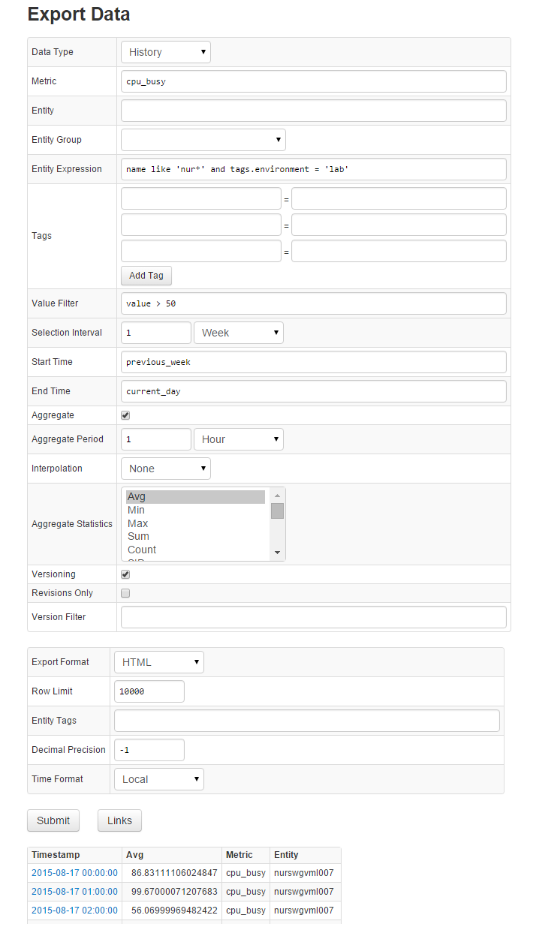 Export Data
Data Type History
Metric cpu_busy
Entity
Entity Group
Entity Expression name like 'nur*' and tags.environment = 'lab'
=
Tags =
=
Add Tag
Value Filter value > 50
Selection Interval 1 Week
Start Time previous_week
End Time current_day
Aggregate
Aggregate Period 1 Hour
Interpolation None
Avg
Min
Aggregate Statistics Max
Sum
Count
Versioning
Revisions Only
Version Filter
Export Format HTML
Row Limit 10000
Entity Tags
Decimal Precision -1
Time Format Local
Submit Links
Timestamp Avg Metric Entity
2015-08-17 00:00:00 86.83111106024847 cpu_busy nurswgvml007
2015-08-17 01:00:00 99.67000071207683 cpu_busy nurswgvml007
2015-08-17 02:00:00 56.06999969482422 cpu_busy nurswgvml007